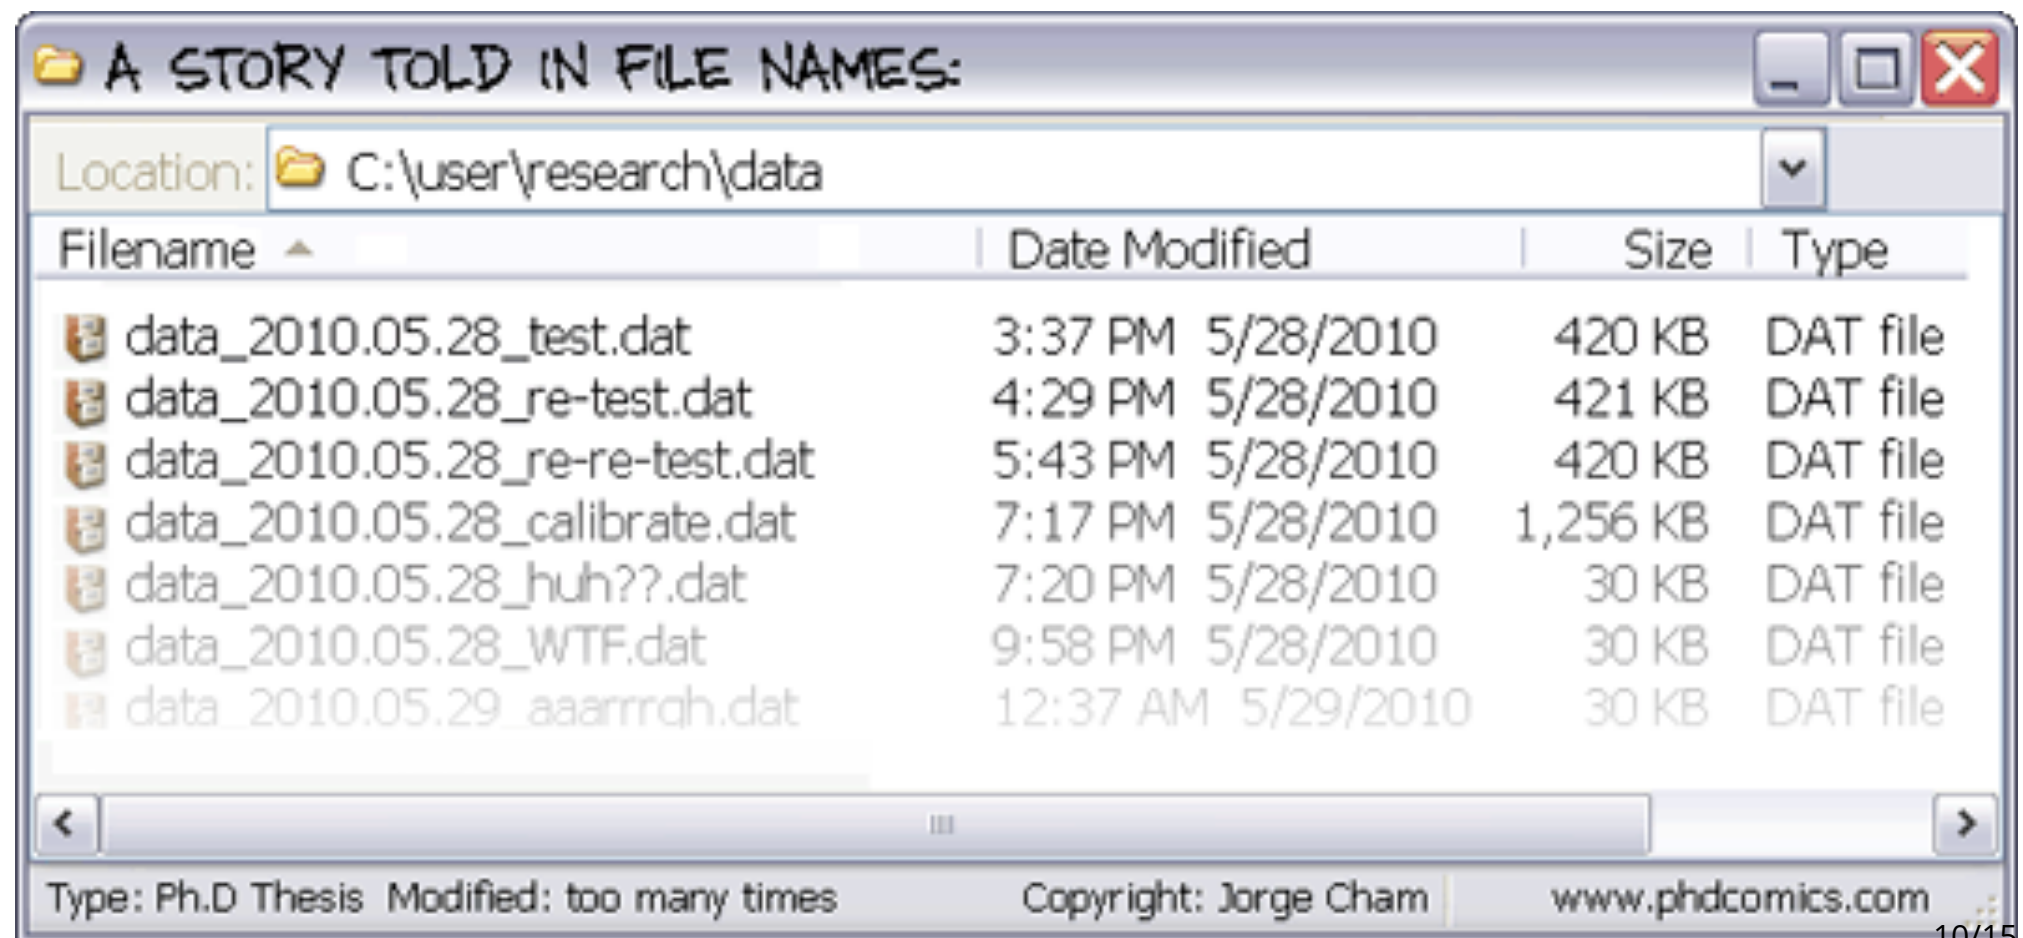 A STORY TOLD IN FILE NAMES:
Location: C:\user\research\data
Filename Date Modified Size Type
data_2010.05.28_test.dat 3:37 PM 5/28/2010 420 KB DAT file
data_2010.05.28_re-test.dat 4:29 PM 5/28/2010 421 KB DAT file
data_2010.05.28_re-re-test.dat 5:43 PM 5/28/2010 420 KB DAT file
data_2010.05.28_calibrate.dat 7:17 PM 5/28/2010 1,256 KB DAT file
data_2010.05.28_huh??.dat 7:20 PM 5/28/2010 30 KB DAT file
data_2010.05.28_WTF.dat 9:58 PM 5/28/2010 30 KB DAT file
data_2010.05.29_aaarrrgh.dat 12:37 AM 5/29/2010 30 KB DAT file
Type: Ph.D Thesis Modified: too many times Copyright: Jorge Cham www.phdcomics.com
10/15